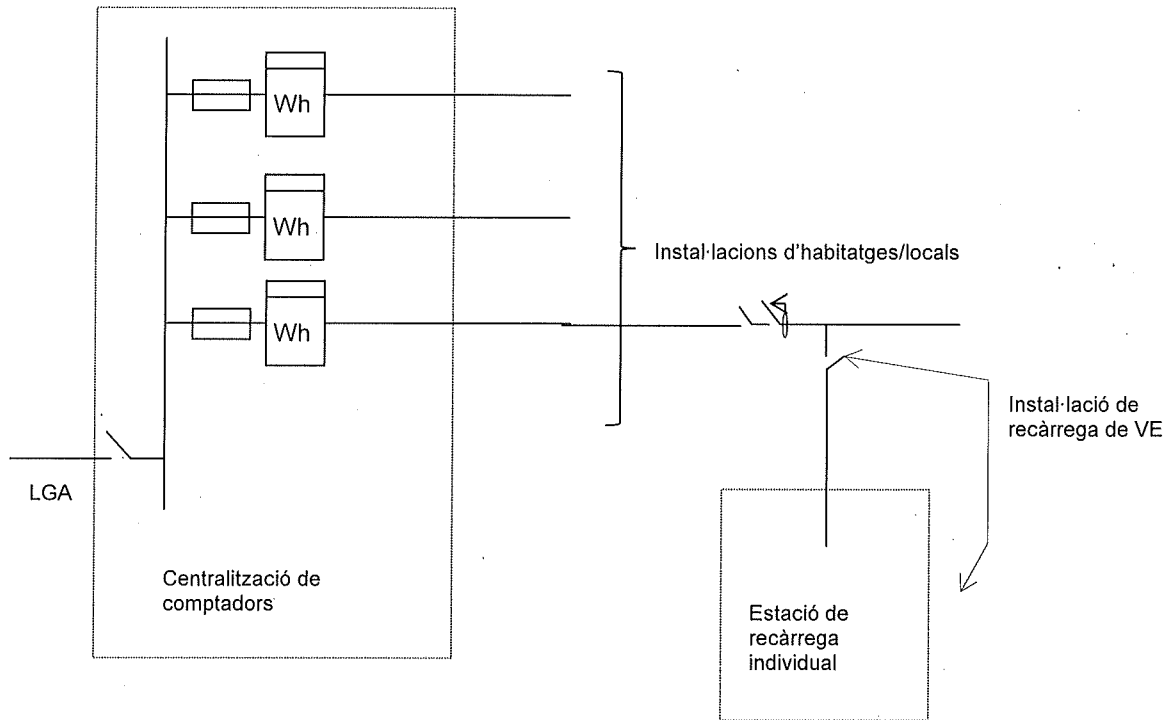 Wh
Wh
Instal·lacions d'habitatges/locals
Wh
Instal·lació de
recàrrega de VE
LGA
Centralització de
comptadors
Estació de
recàrrega
individual